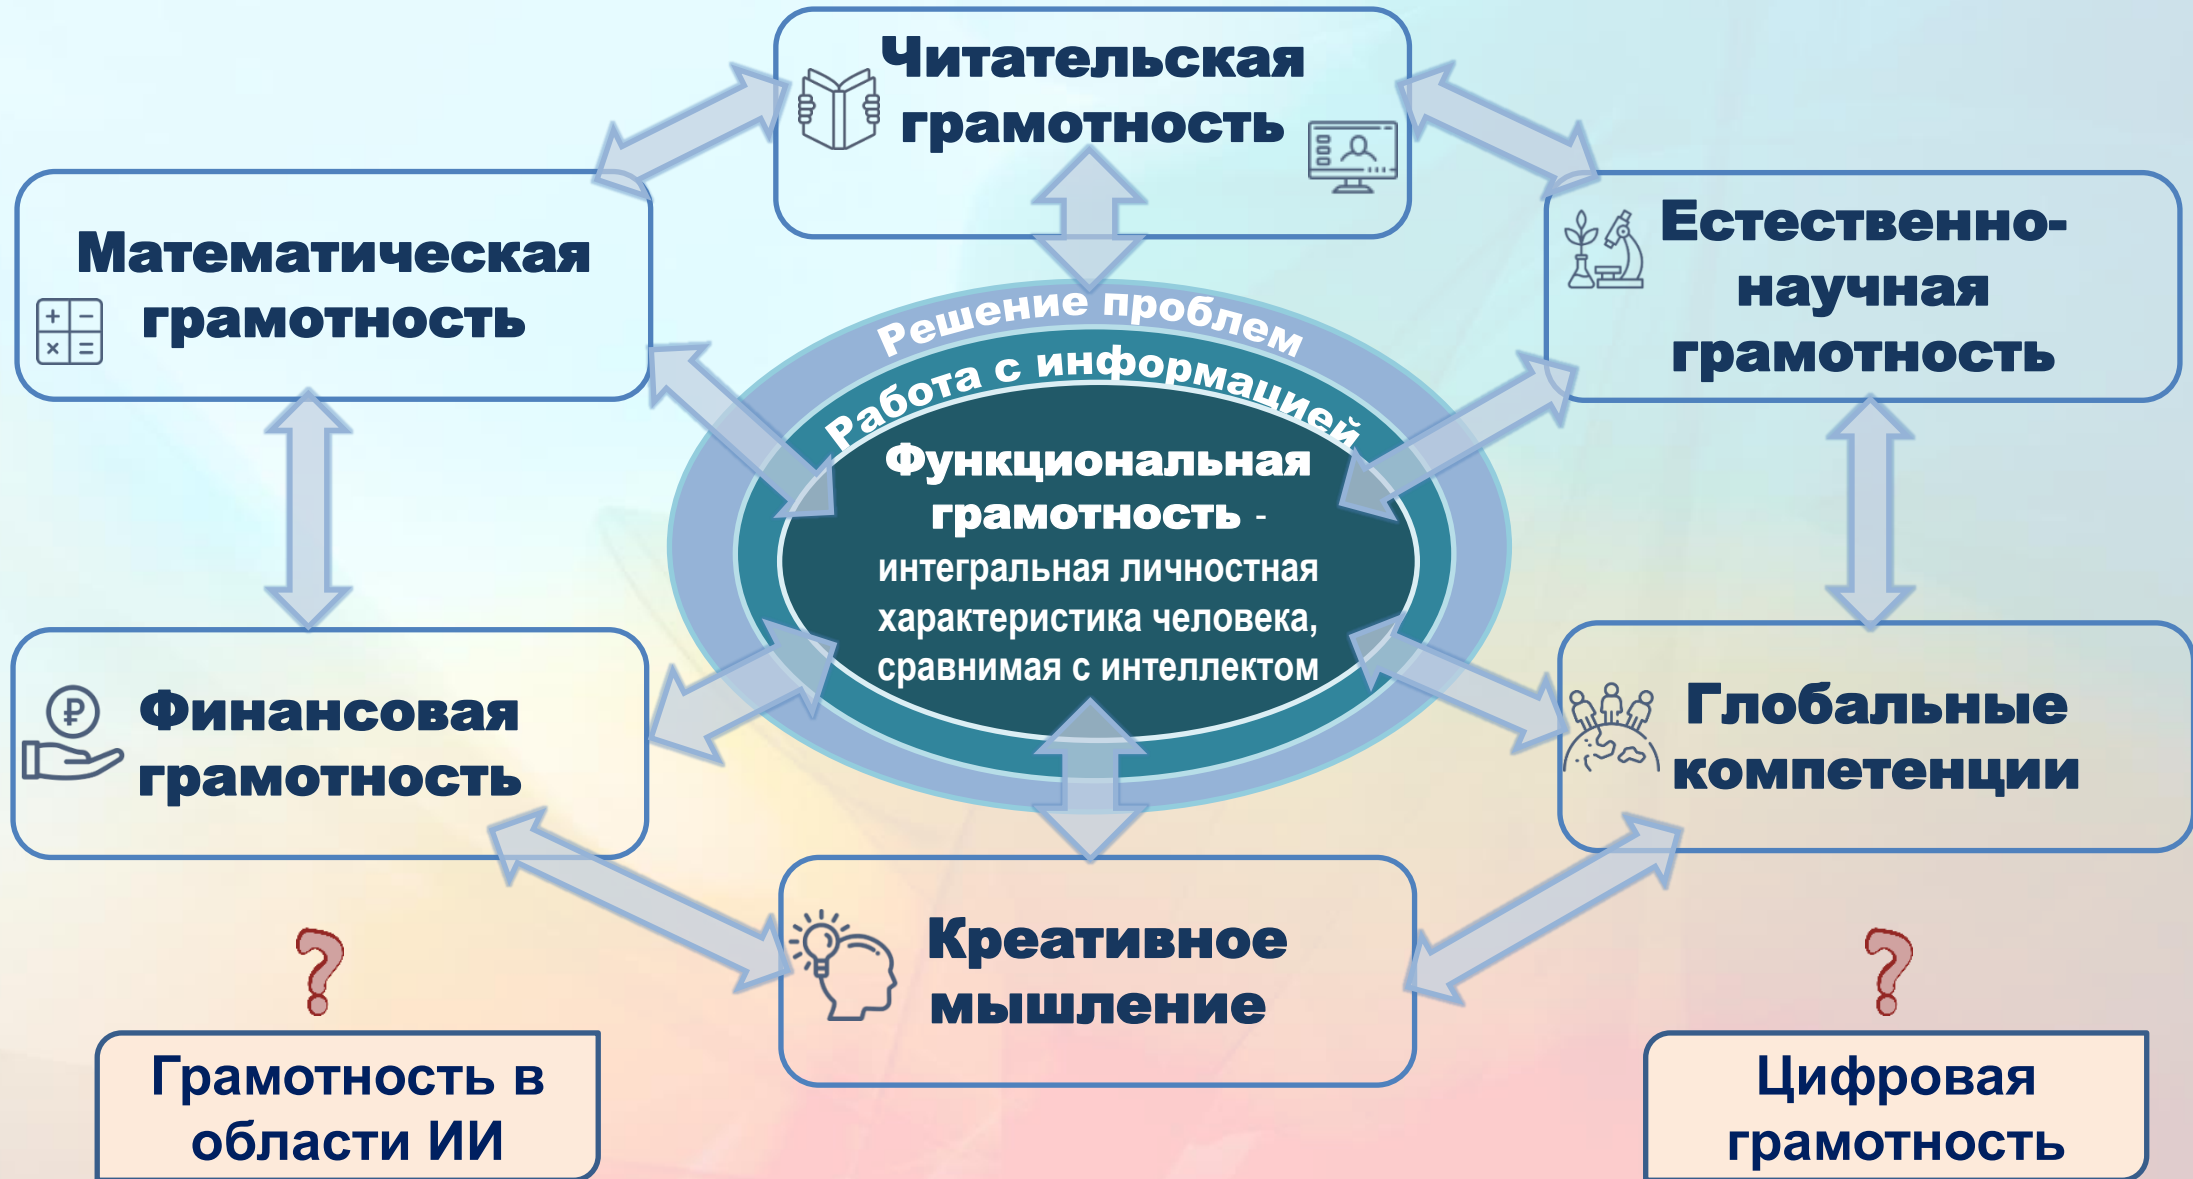 Читательская
грамотность
Математическая
грамотность
Естественно-
научная
грамотность
Решение проблем
Работа с информацией
Функциональная
грамотность -
интегральная личностная
характеристика человека,
сравнимая с интеллектом
Финансовая
грамотность
Глобальные
компетенции
Креативное
мышление
?
Грамотность в
области ИИ
?
Цифровая
грамотность